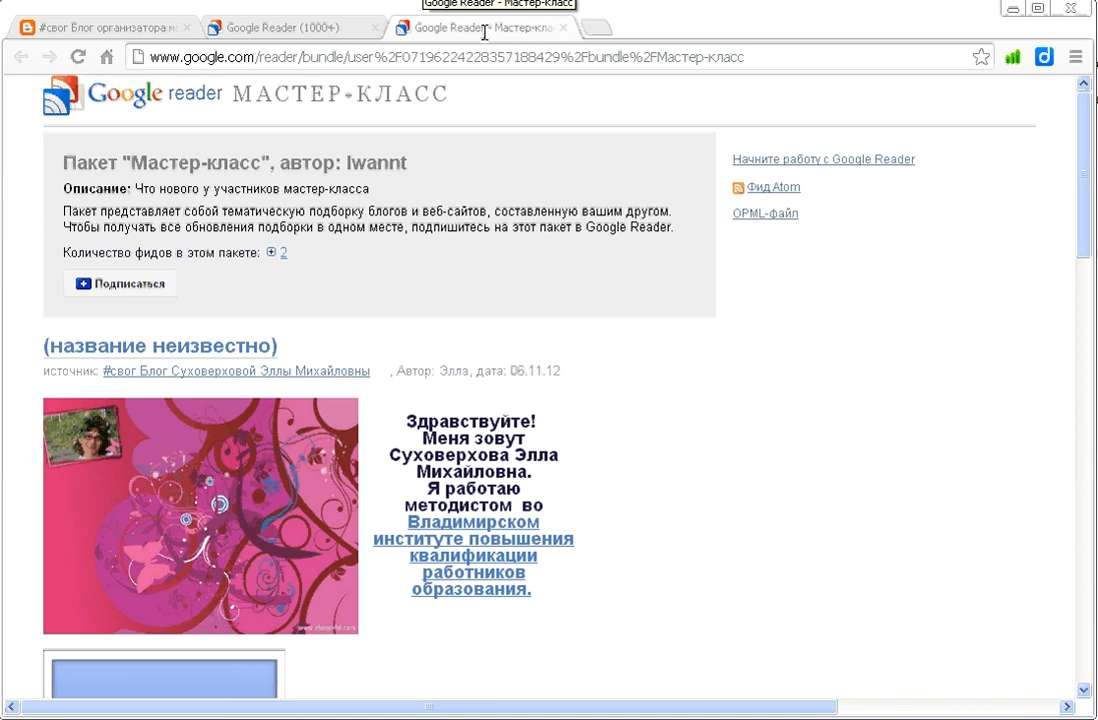 Google Reader - Мастер-класс
#свог Блог организатора м
Google Reader (1000+)
Google Reader - Мастер-кла
www.google.com/reader/bundle/user%2F07196224228357188429%2Fbundle%2FМастер-класс
Google reader МАСТЕР-КЛАСС
Пакет "Мастер-класс", автор: Iwannt
Описание: Что нового у участников мастер-класса
Пакет представляет собой тематическую подборку блогов и веб-сайтов, составленную вашим другом.
Чтобы получать все обновления подборки в одном месте, подпишитесь на этот пакет в Google Reader.
Количество фидов в этом пакете: 2
Подписаться
Начните работу с Google Reader
Фид Atom
OPML-файл
(название неизвестно)
источник: #свог Блог Суховерховой Эллы Михайловны , Автор: Элла, дата: 06.11.12
Здравствуйте!
Меня зовут
Суховерхова Элла
Михайловна.
Я работаю
методистом во
Владимирском
институте повышения
квалификации
работников
образования.